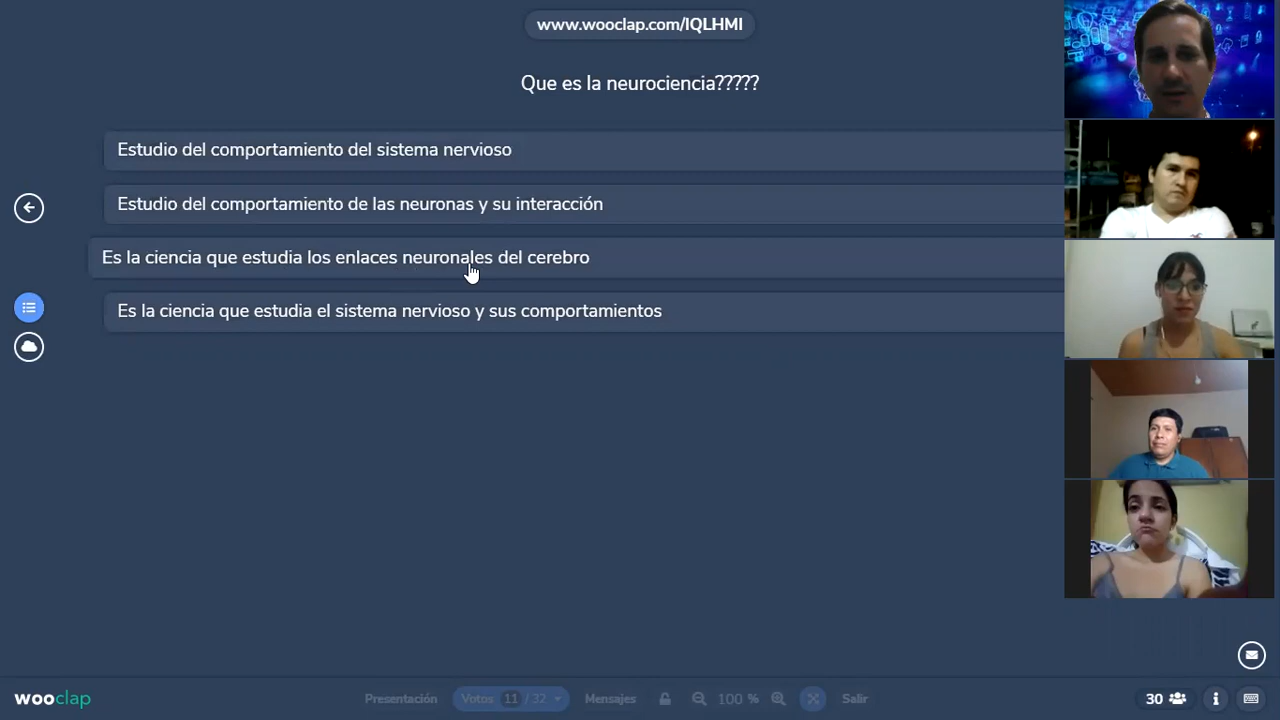 www.wooclap.com/IQLHMI
Que es la neurociencia?????
Estudio del comportamiento del sistema nervioso
Estudio del comportamiento de las neuronas y su interacción
Es la ciencia que estudia los enlaces neuronales del cerebro
Es la ciencia que estudia el sistema nervioso y sus comportamientos
wooclap
Presentación
Votos 11 / 32
Mensajes
100 %
Salir
30